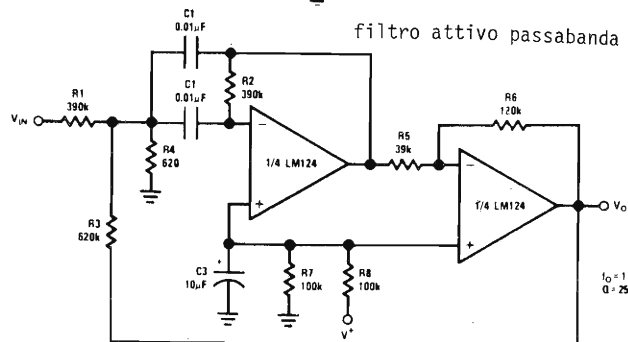 filtro attivo passabanda
C1
0.01µF
C1
0.01µF
R2
390k
R1
390k
VIN
R4
620
R3
620k
1/4 LM124
R5
39k
R6
120k
1/4 LM124
VO
C3
10µF
+
R7
100k
R8
100k
V+
fO = 1
Q = 25